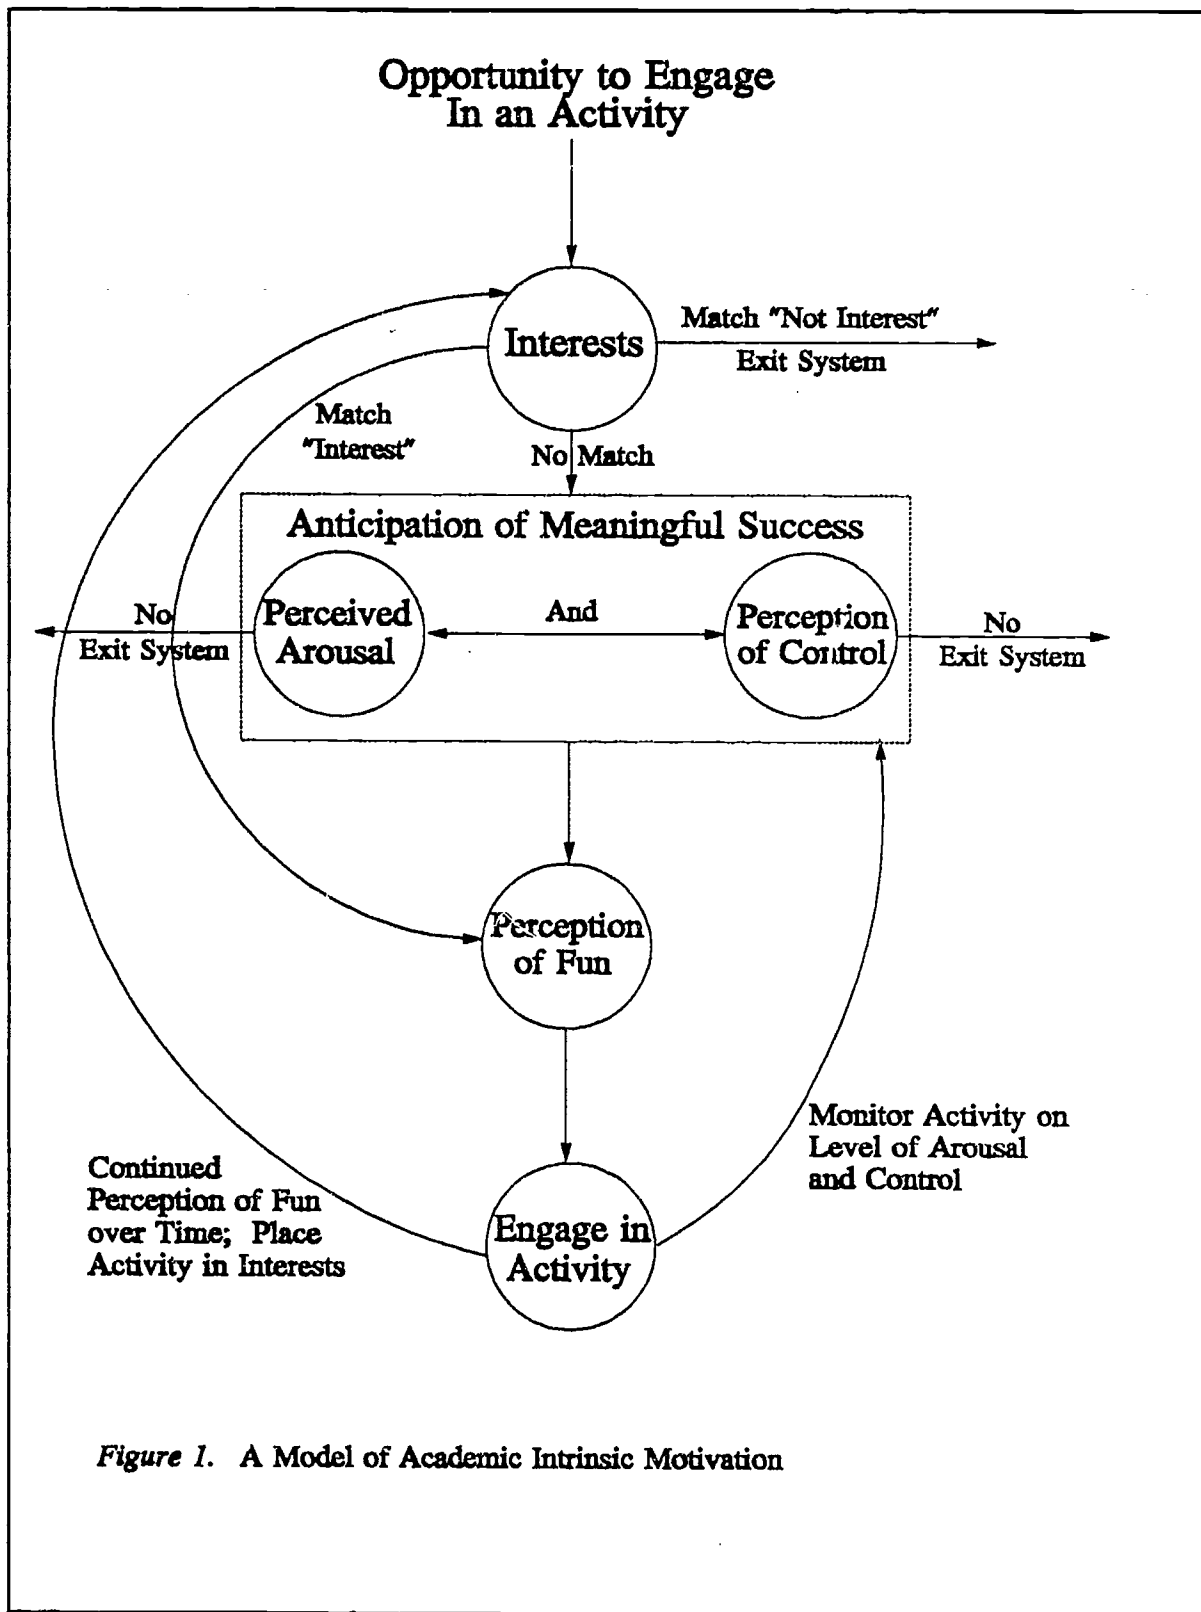 Opportunity to Engage
In an Activity
Interests
Match "Not Interest"
Exit System
Match
"Interest"
No Match
Anticipation of Meaningful Success
No
Exit System
Perceived
Arousal
And
Perception
of Control
No
Exit System
Perception
of Fun
Monitor Activity on
Level of Arousal
and Control
Continued
Perception of Fun
over Time; Place
Activity in Interests
Engage in
Activity
Figure 1. A Model of Academic Intrinsic Motivation